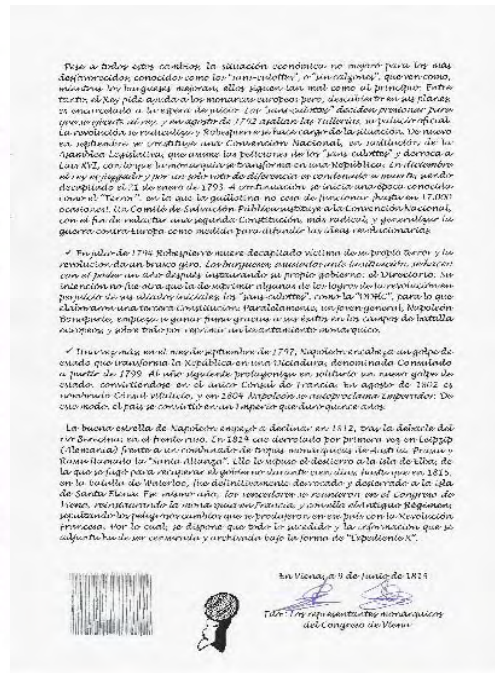 Pese a todos estos cambios, la situación económica no mejoró para los más
desfavorecidos, conocidos como los "sans-culottes", o "sin calzones", que ven como,
mientras los burgueses mejoran, ellos siguen tan mal como al principio. Entre
tanto, el Rey pide ayuda a los monarcas europeos pero, descubierto en sus planes,
es encarcelado a la espera de juicio. Los "sans-culottes" deciden presionar para
que se ejecute al rey, y en agosto de 1792 asaltan las Tullerías, su palacio oficial.
La revolución se radicaliza y Robespierre se hace cargo de la situación. De nuevo
en septiembre se constituye una Convención Nacional, en sustitución de la
Asamblea Legislativa, que asume las peticiones de los "sans culottes" y derroca a
Luis XVI, con lo que la monarquía se transforma en una República. En diciembre
el rey es juzgado y por un solo voto de diferencia es condenado a muerte, siendo
decapitado el 21 de enero de 1793. A continuación se inicia una época conocida
como el "Terror", en la que la guillotina no cesa de funcionar (hasta en 17.000
ocasiones). Un Comité de Salvación Pública sustituye a la Convención Nacional,
con el fin de redactar una segunda Constitución, más radical, y generalizar la
guerra contra Europa como medida para difundir las ideas revolucionarias.
✓ En julio de 1794 Robespierre muere decapitado víctima de su propio terror y la
revolución da un brusco giro. Los burgueses, asustados ante la situación, se hacen
con el poder un año después instaurando su propio gobierno: el Directorio. Su
intención no fue otra que la de suprimir algunos de los logros de la revolución en
perjuicio de sus aliados iniciales, los "sans-culottes", como la "DDHC", para lo que
elaboraron una tercera Constitución. Paralelamente, un joven general, Napoleón
Bonaparte, empieza a ganar fama gracias a sus éxitos en los campos de batalla
europeos, y sobre todo por reprimir un levantamiento monárquico.
✓ Una vez más, en el mes de septiembre de 1797, Napoleón encabeza un golpe de
estado que transforma la República en una Dictadura, denominada Consulado
a partir de 1799. Al año siguiente protagoniza en solitario un nuevo golpe de
estado, convirtiéndose en el único Cónsul de Francia. En agosto de 1802 es
nombrado Cónsul Vitalicio, y en 1804 Napoleón se autoproclama Emperador. De
ese modo, el país se convirtió en un Imperio que duró quince años.
La buena estrella de Napoleón empezó a declinar en 1812, tras la debacle del
río Berezina, en el frente ruso. En 1814 cae derrotado por primera vez en Leipzig
(Alemania) frente a un combinado de tropas monárquicas de Austria, Prusia y
Rusia llamado la "Santa Alianza". Ello le supuso el destierro a la isla de Elba, de
la que se fugó para recuperar el gobierno durante cien días, hasta que en 1815,
en la batalla de Waterloo, fue definitivamente derrocado y desterrado a la isla
de Santa Elena. Ese mismo año, los vencedores se reunieron en el Congreso de
Viena, reinstaurando la monarquía en Francia, y con ella el Antiguo Régimen,
sepultando los peligrosos cambios que se produjeron en ese país con la Revolución
Francesa. Por lo cual, se dispone que todo lo sucedido y la información que se
adjunta ha de ser censurada y archivada bajo la forma de "Expediente X".
En Viena, a 9 de Junio de 1815
Fdo: Los representantes monárquicos
del Congreso de Viena